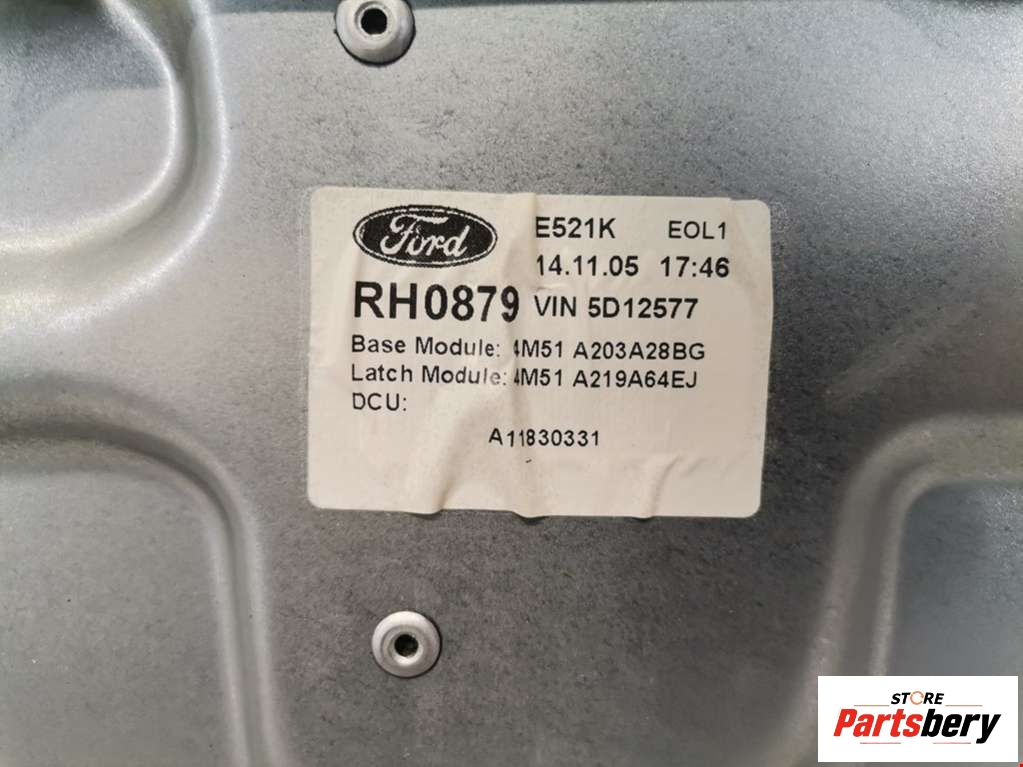 Ford E521K EOL1
14.11.05 17:46
RH0879 VIN 5D12577
Base Module: 4M51 A203A28BG
Latch Module: 4M51 A219A64EJ
DCU:
A11830331
STORE
Partsbery